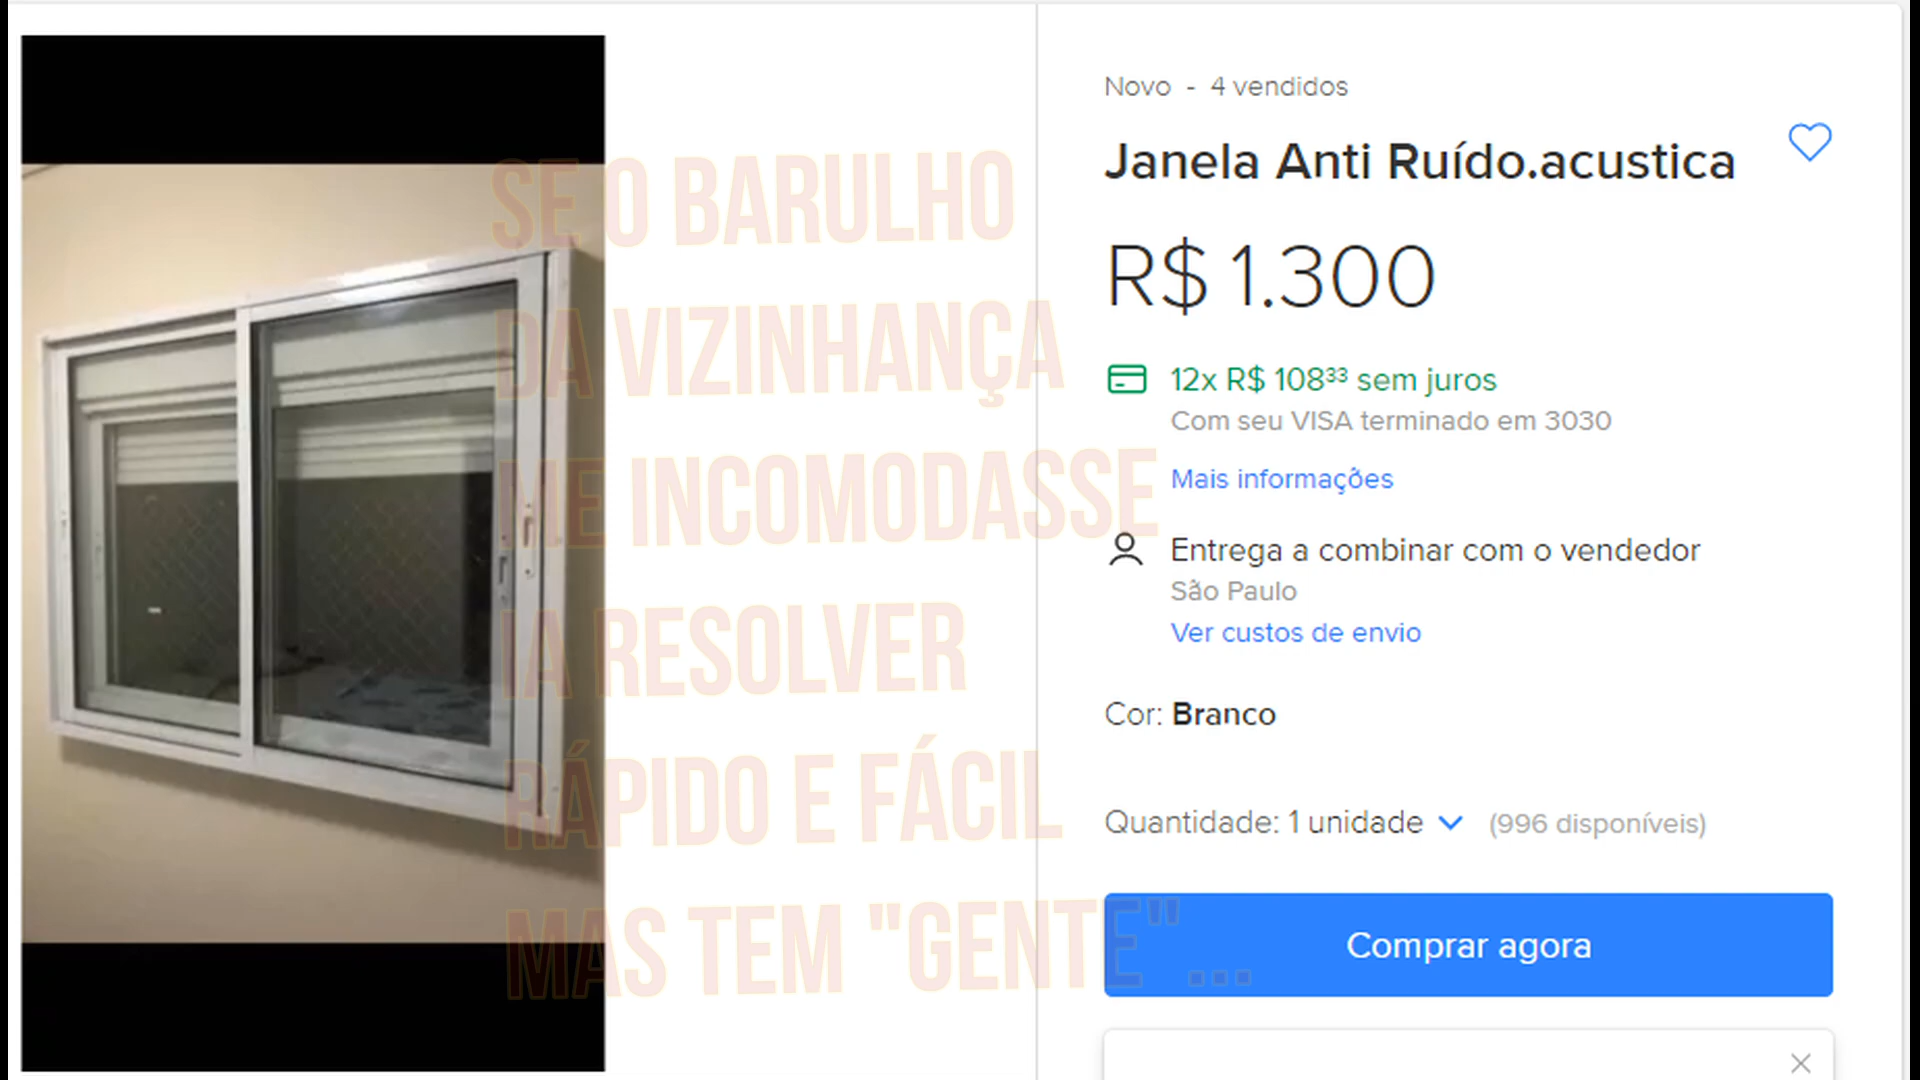 SE O BARULHO
DA VIZINHANÇA
ME INCOMODASSE
IA RESOLVER
RÁPIDO E FÁCIL
MAS TEM "GENTE" ...
Novo - 4 vendidos
Janela Anti Ruído.acustica
R$ 1.300
12x R$ 108³³ sem juros
Com seu VISA terminado em 3030
Mais informações
Entrega a combinar com o vendedor
São Paulo
Ver custos de envio
Cor: Branco
Quantidade: 1 unidade (996 disponíveis)
Comprar agora